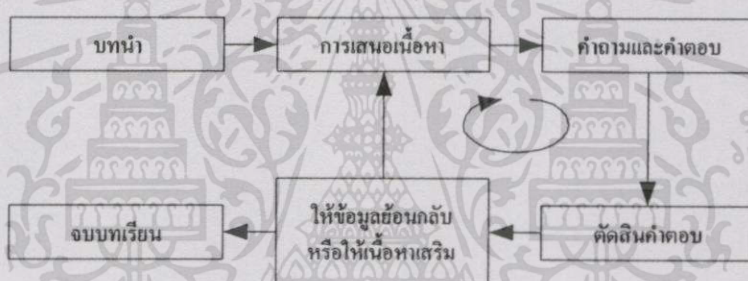 บทนำ
การเสนอเนื้อหา
คำถามและคำตอบ
ตัดสินคำตอบ
ให้ข้อมูลย้อนกลับ
หรือให้เนื้อหาเสริม
จบบทเรียน